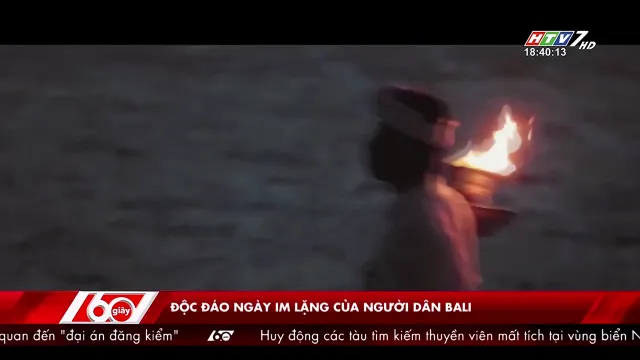 HTV7 HD
18:40:13
60 giây
ĐỘC ĐÁO NGÀY IM LẶNG CỦA NGƯỜI DÂN BALI
quan đến "đại án đăng kiểm" 60 Huy động các tàu tìm kiếm thuyền viên mất tích tại vùng biển N